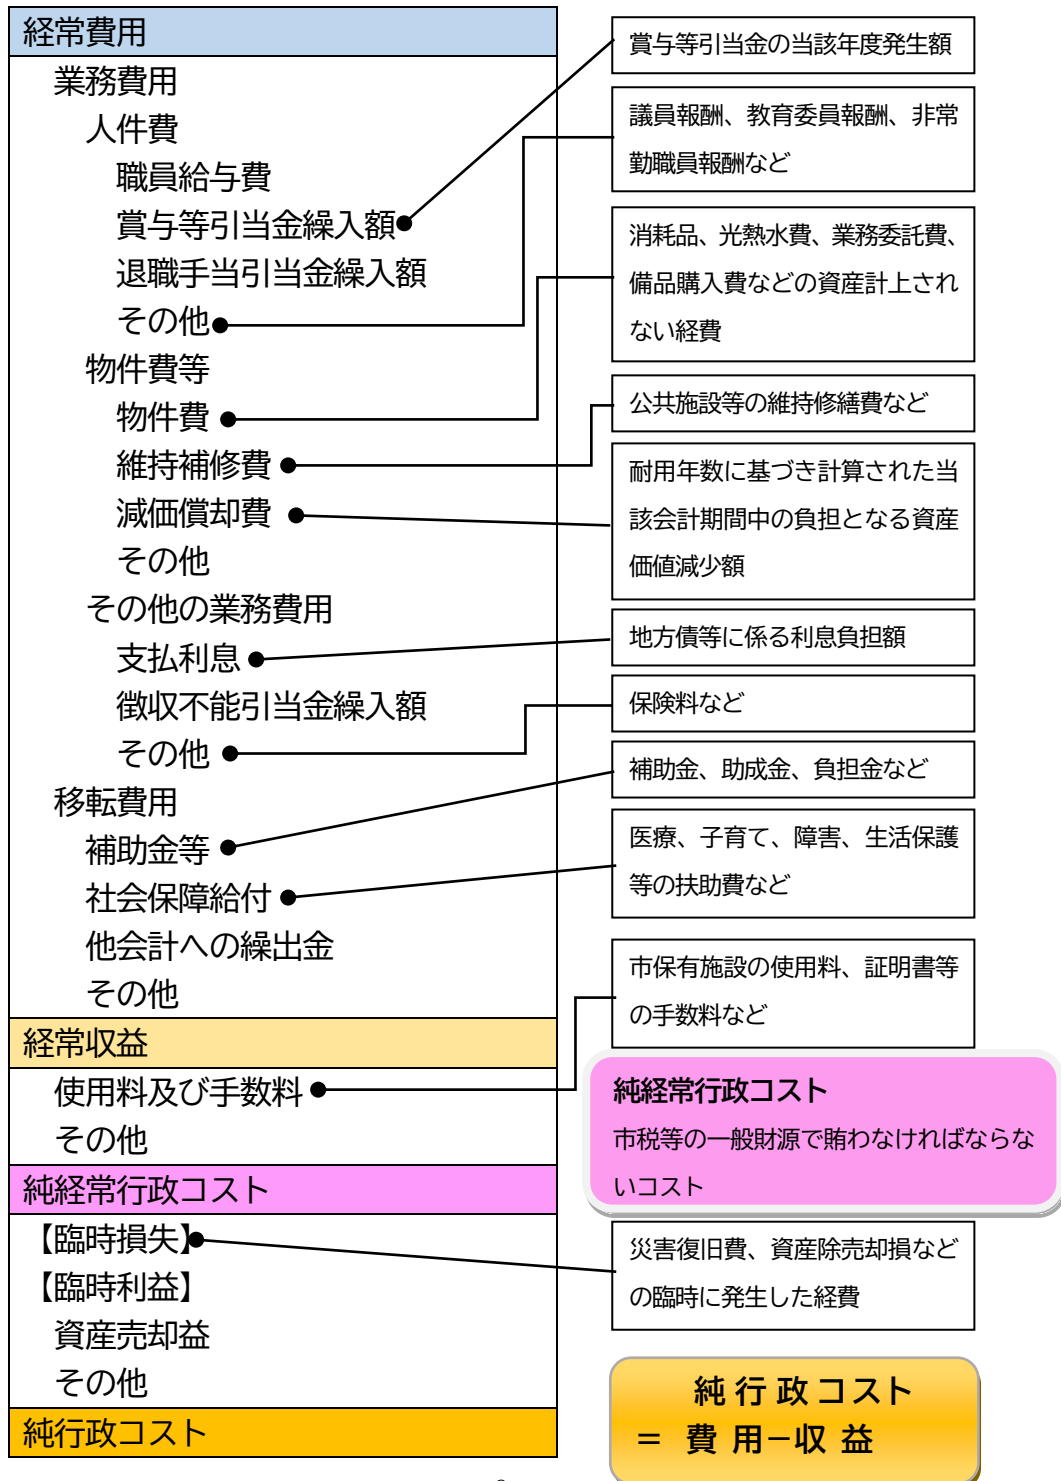 経常費用
業務費用
人件費
職員給与費
賞与等引当金繰入額
退職手当引当金繰入額
その他
物件費等
物件費
維持補修費
減価償却費
その他
その他の業務費用
支払利息
徴収不能引当金繰入額
その他
移転費用
補助金等
社会保障給付
他会計への繰出金
その他
経常収益
使用料及び手数料
その他
純経常行政コスト
【臨時損失】
【臨時利益】
資産売却益
その他
純行政コスト
賞与等引当金の当該年度発生額
議員報酬、教育委員報酬、非常
勤職員報酬など
消耗品、光熱水費、業務委託費、
備品購入費などの資産計上され
ない経費
公共施設等の維持修繕費など
耐用年数に基づき計算された当
該会計期間中の負担となる資産
価値減少額
地方債等に係る利息負担額
保険料など
補助金、助成金、負担金など
医療、子育て、障害、生活保護
等の扶助費など
市保有施設の使用料、証明書等
の手数料など
純経常行政コスト
市税等の一般財源で賄わなければならな
いコスト
災害復旧費、資産除売却損など
の臨時に発生した経費
純行政コスト
＝ 費用－収益